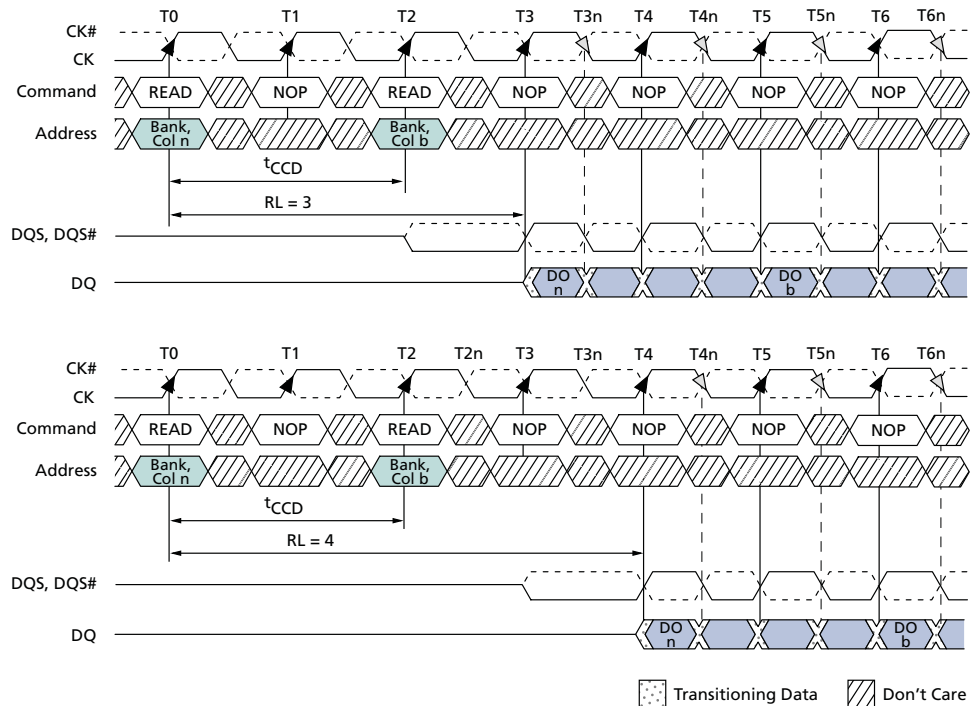 T0 T1 T2 T3 T3n T4 T4n T5 T5n T6 T6n
CK#
CK
Command READ NOP READ NOP NOP NOP NOP
Address Bank, Col n Bank, Col b
tCCD
RL = 3
DQS, DQS#
DQ DO n DO b
T0 T1 T2 T2n T3 T3n T4 T4n T5 T5n T6 T6n
CK#
CK
Command READ NOP READ NOP NOP NOP NOP
Address Bank, Col n Bank, Col b
tCCD
RL = 4
DQS, DQS#
DQ DO n DO b
Transitioning Data Don't Care